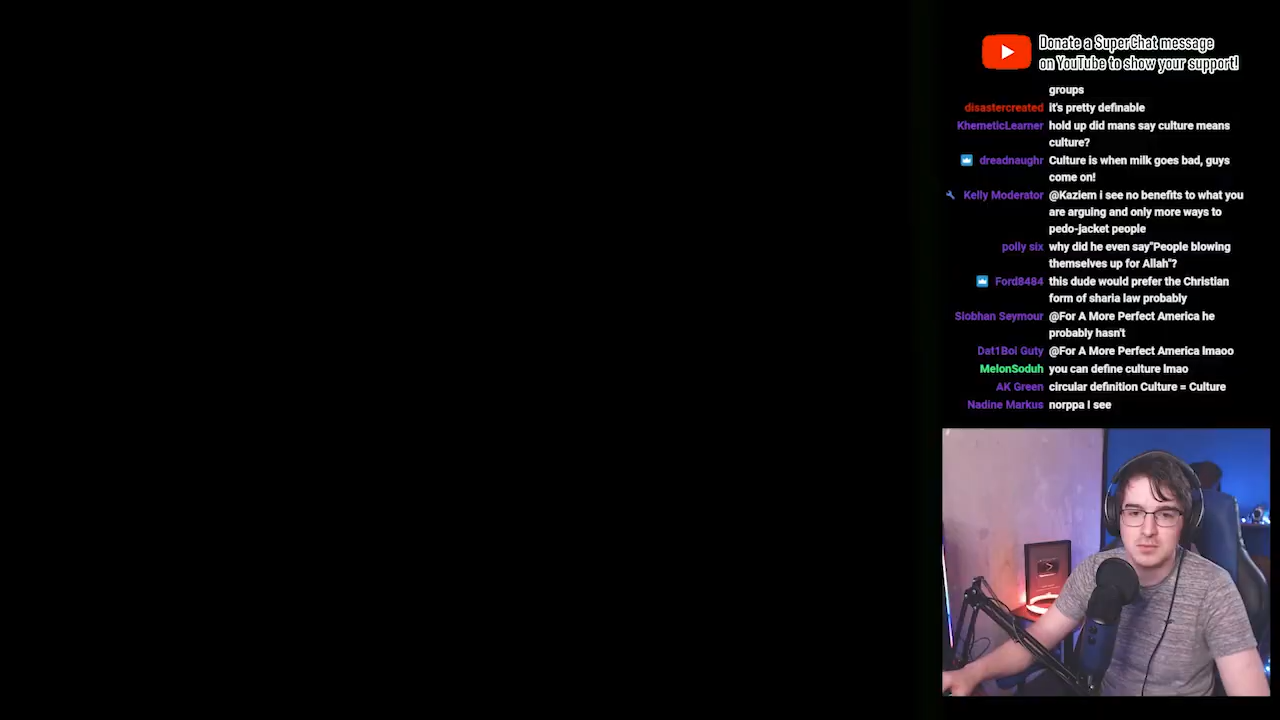 Donate a SuperChat message
on YouTube to show your support!
groups
disastercreated it's pretty definable
KhemeticLearner hold up did mans say culture means
culture?
dreadnaughr Culture is when milk goes bad, guys
come on!
Kelly Moderator @Kaziem i see no benefits to what you
are arguing and only more ways to
pedo-jacket people
polly six why did he even say"People blowing
themselves up for Allah"?
Ford8484 this dude would prefer the Christian
form of sharia law probably
Siobhan Seymour @For A More Perfect America he
probably hasn't
Dat1Boi Guty @For A More Perfect America lmaoo
MelonSoduh you can define culture lmao
AK Green circular definition Culture = Culture
Nadine Markus norppa I see